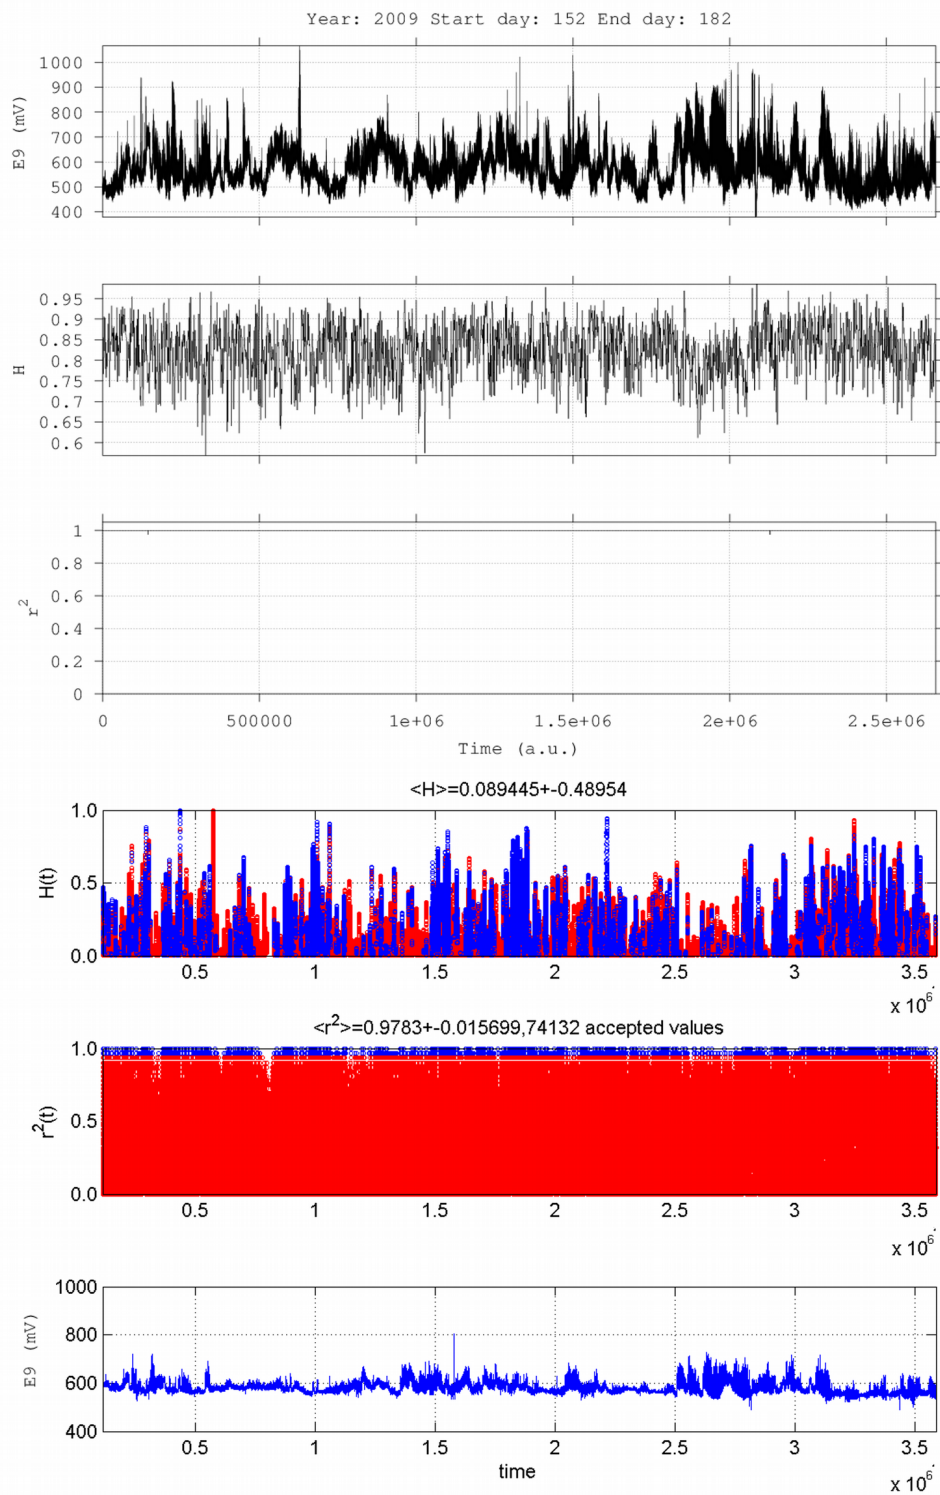 Year: 2009 Start day: 152 End day: 182
E9 (mV)
1000
900
800
700
600
500
400
H
0.95
0.9
0.85
0.8
0.75
0.7
0.65
0.6
r²
1
0.8
0.6
0.4
0.2
0
0 500000 1e+06 1.5e+06 2e+06 2.5e+06
Time (a.u.)
<H>=0.089445+-0.48954
H(t)
1.0
0.5
0.0
0.5 1 1.5 2 2.5 3 3.5
x 10⁶
<r²>=0.9783+-0.015699,74132 accepted values
r²(t)
1.0
0.5
0.0
0.5 1 1.5 2 2.5 3 3.5
x 10⁶
E9 (mV)
1000
800
600
400
0.5 1 1.5 2 2.5 3 3.5
time
x 10⁶